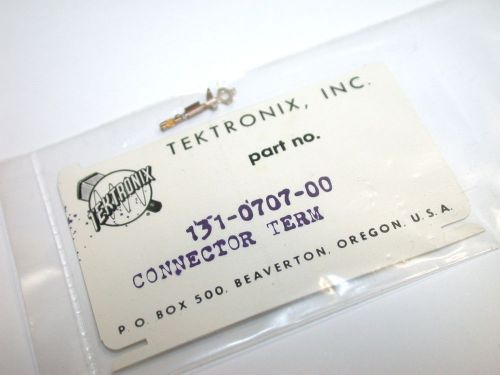 TEKTRONIX, INC.
part no.
TEKTRONIX
131-0707-00
CONNECTOR TERM
P.O. BOX 500, BEAVERTON, OREGON, U.S.A.